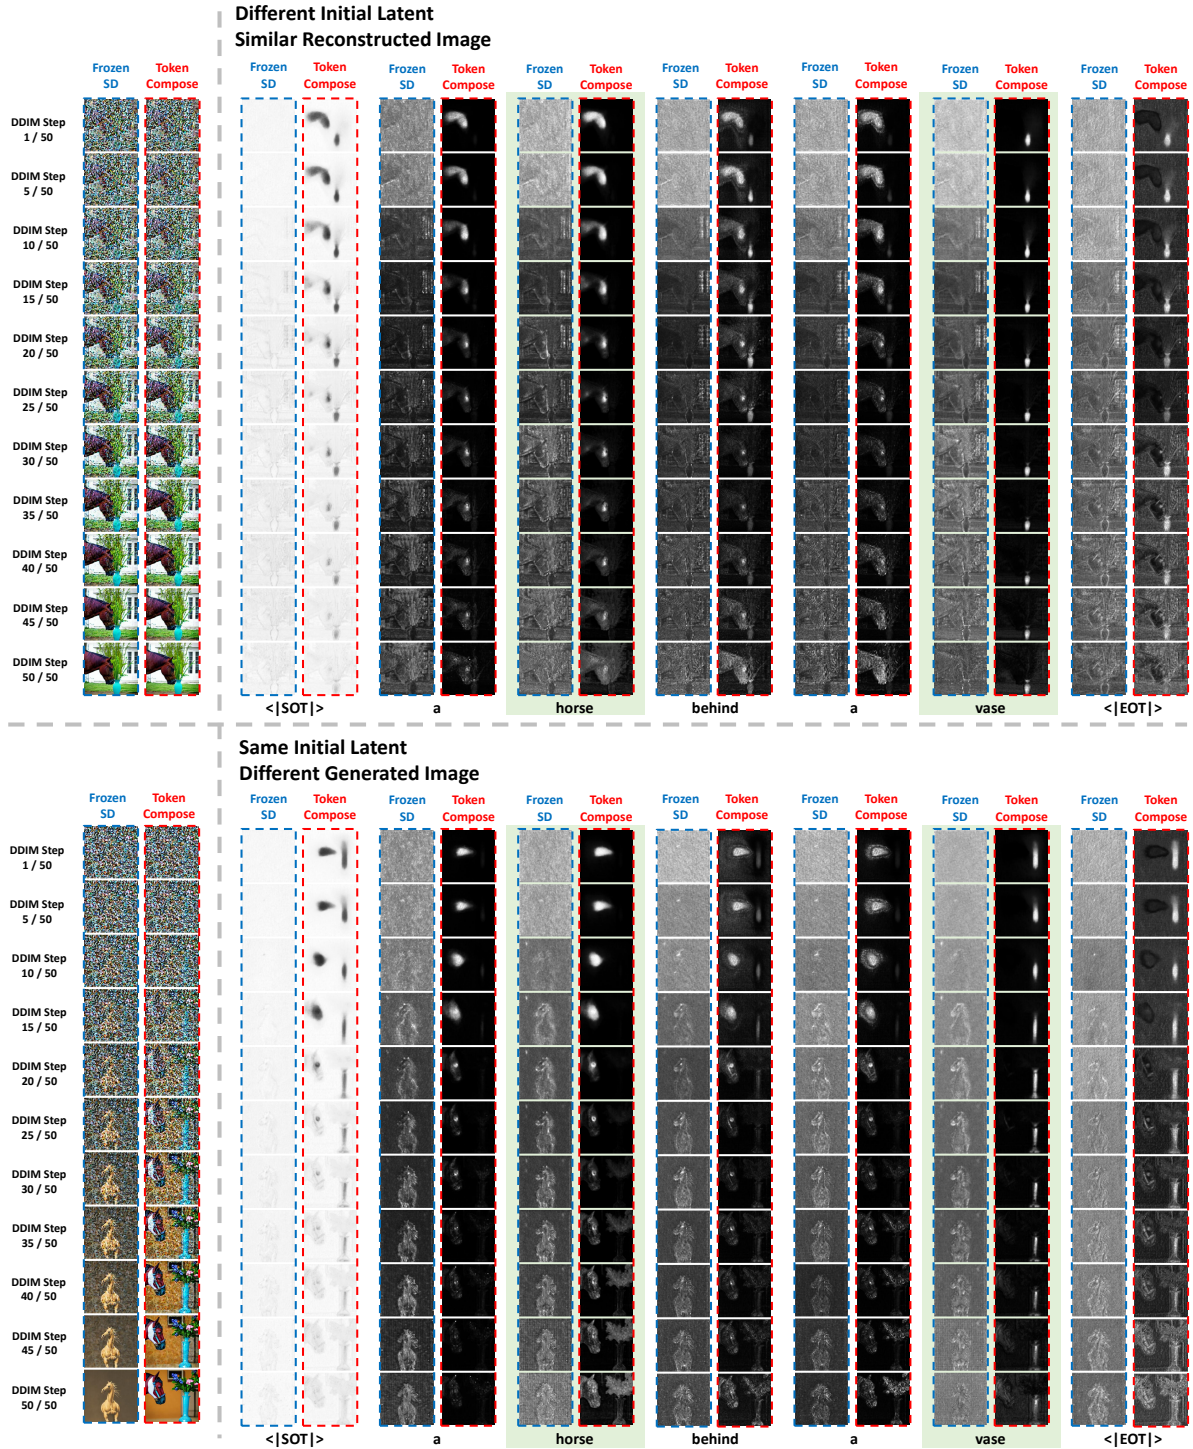 Different Initial Latent
Similar Reconstructed Image
Frozen SD Token Compose Frozen SD Token Compose Frozen SD Token Compose Frozen SD Token Compose Frozen SD Token Compose Frozen SD Token Compose Frozen SD Token Compose Frozen SD Token Compose
DDIM Step
1 / 50
DDIM Step
5 / 50
DDIM Step
10 / 50
DDIM Step
15 / 50
DDIM Step
20 / 50
DDIM Step
25 / 50
DDIM Step
30 / 50
DDIM Step
35 / 50
DDIM Step
40 / 50
DDIM Step
45 / 50
DDIM Step
50 / 50
<|SOT|> a horse behind a vase <|EOT|>
Same Initial Latent
Different Generated Image
Frozen SD Token Compose Frozen SD Token Compose Frozen SD Token Compose Frozen SD Token Compose Frozen SD Token Compose Frozen SD Token Compose Frozen SD Token Compose Frozen SD Token Compose
DDIM Step
1 / 50
DDIM Step
5 / 50
DDIM Step
10 / 50
DDIM Step
15 / 50
DDIM Step
20 / 50
DDIM Step
25 / 50
DDIM Step
30 / 50
DDIM Step
35 / 50
DDIM Step
40 / 50
DDIM Step
45 / 50
DDIM Step
50 / 50
<|SOT|> a horse behind a vase <|EOT|>